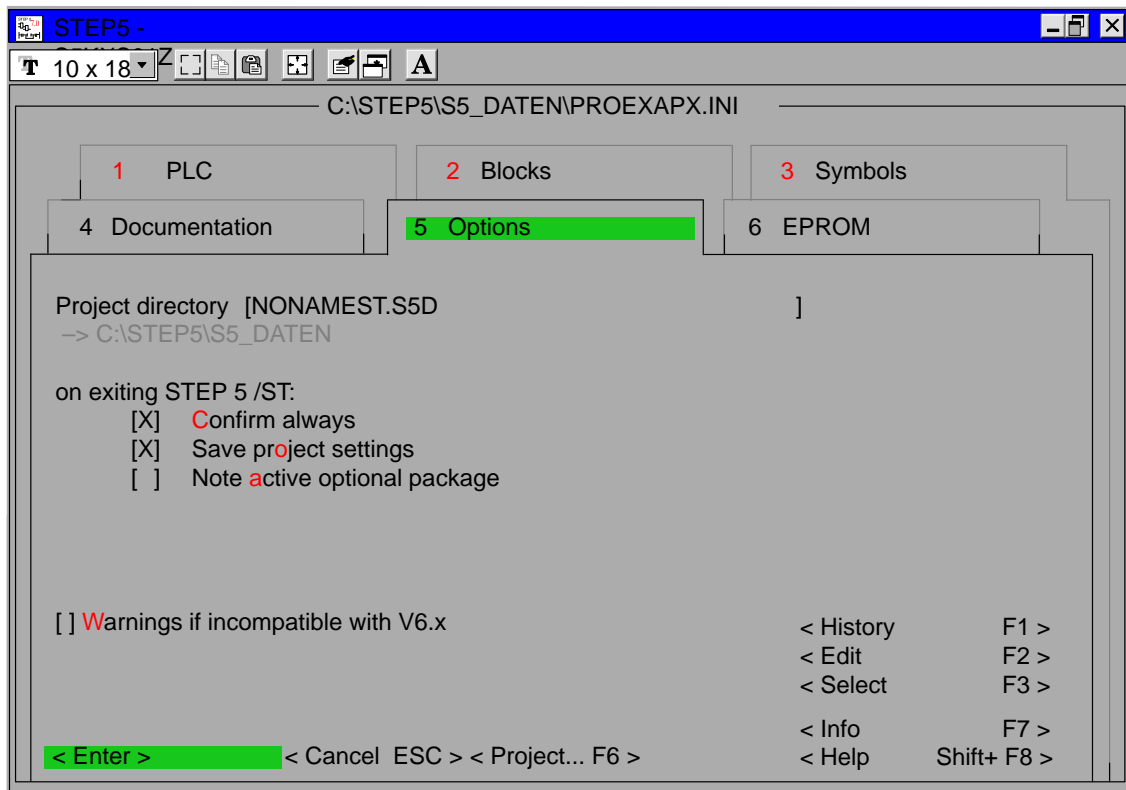 STEP5 -
10 x 18
A
C:\STEP5\S5_DATEN\PROEXAPX.INI
1 PLC
2 Blocks
3 Symbols
4 Documentation
5 Options
6 EPROM
Project directory [NONAMEST.S5D ]
–> C:\STEP5\S5_DATEN
on exiting STEP 5 /ST:
[X] Confirm always
[X] Save project settings
[ ] Note active optional package
[ ] Warnings if incompatible with V6.x
< History F1 >
< Edit F2 >
< Select F3 >
< Info F7 >
< Help Shift+ F8 >
< Enter > < Cancel ESC > < Project... F6 >